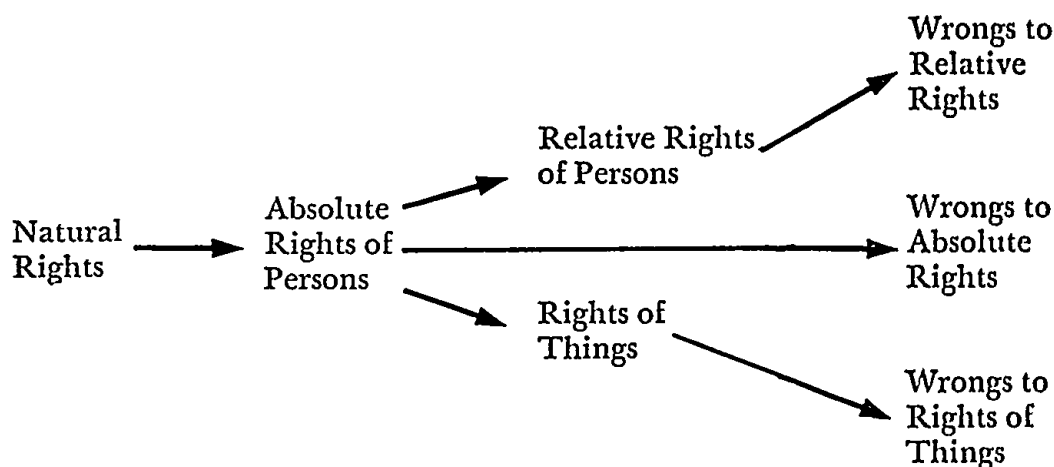 Natural
Rights
Absolute
Rights of
Persons
Relative Rights
of Persons
Rights of
Things
Wrongs to
Relative
Rights
Wrongs to
Absolute
Rights
Wrongs to
Rights of
Things